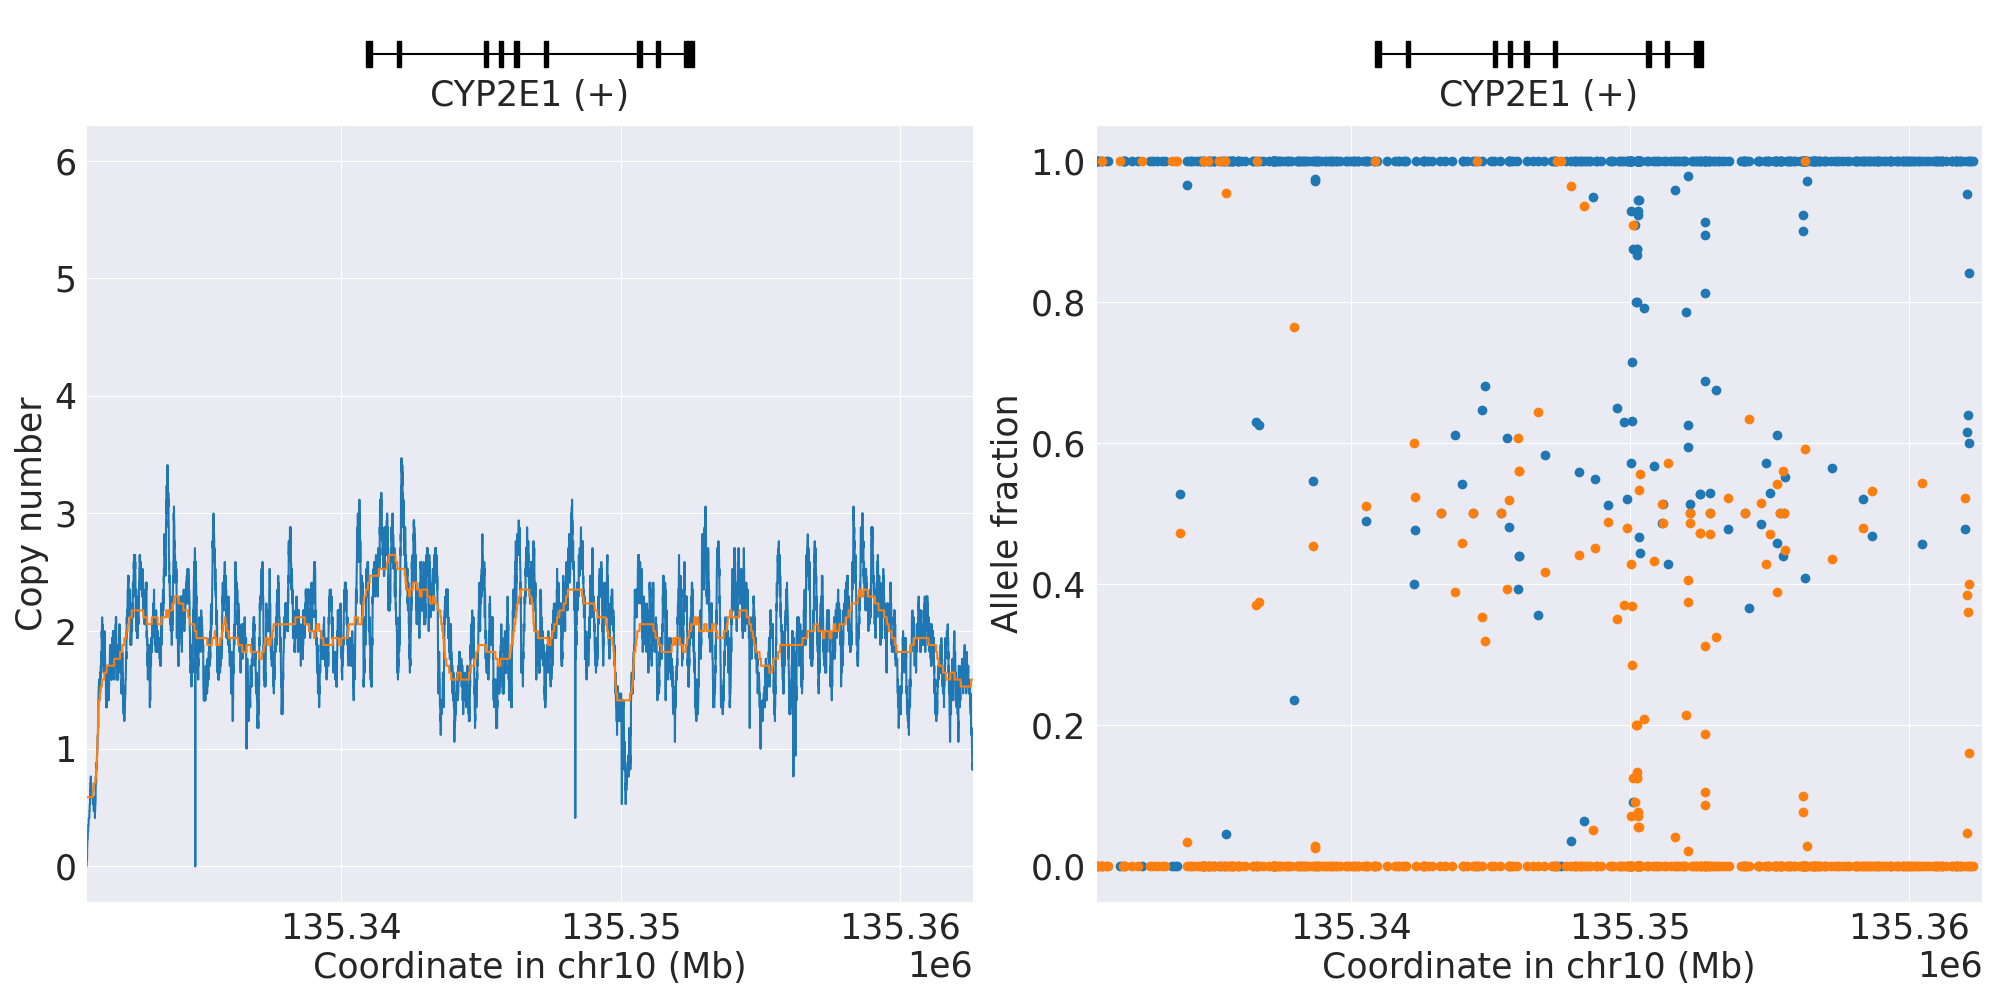 CYP2E1 (+)
6
5
4
3
2
1
0
Copy number
135.34 135.35 135.36
Coordinate in chr10 (Mb)
1e6
CYP2E1 (+)
1.0
0.8
0.6
0.4
0.2
0.0
Allele fraction
135.34 135.35 135.36
Coordinate in chr10 (Mb)
1e6